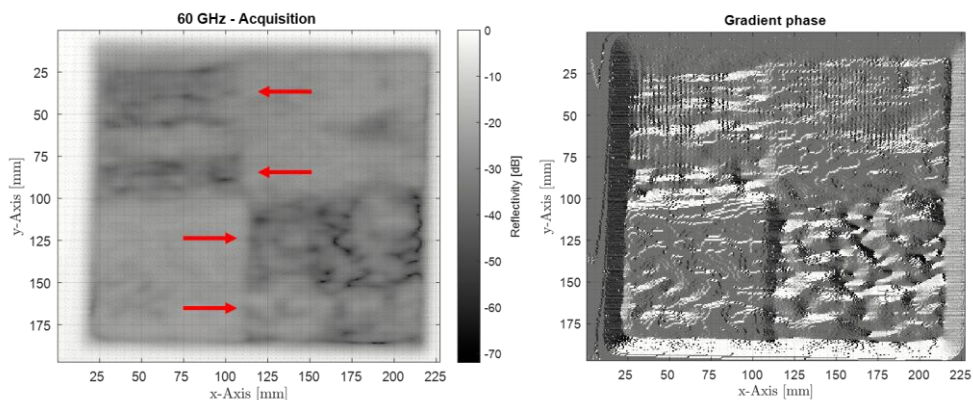 60 GHz - Acquisition
0
25
-10
50
-20
75
-30
100
-40
125
-50
150
-60
175
-70
25 50 75 100 125 150 175 200 225
y-Axis [mm]
x-Axis [mm]
Reflectivity [dB]
Gradient phase
25
50
75
100
125
150
175
25 50 75 100 125 150 175 200 225
y-Axis [mm]
x-Axis [mm]